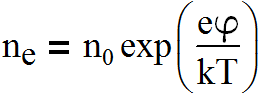 nₑ = n₀ exp(eφ/kT)